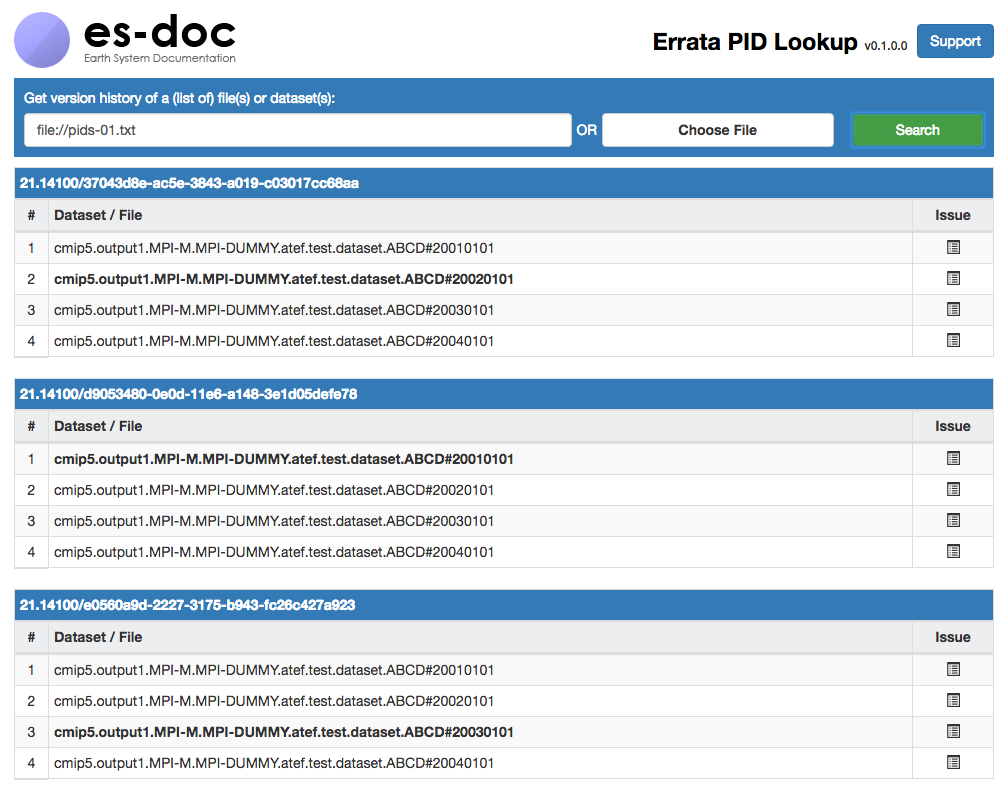 es-doc
Earth System Documentation
Errata PID Lookup v0.1.0.0 Support
Get version history of a (list of) file(s) or dataset(s):
file://pids-01.txt OR Choose File Search
21.14100/37043d8e-ac5e-3843-a019-c03017cc68aa
# Dataset / File Issue
1 cmip5.output1.MPI-M.MPI-DUMMY.atef.test.dataset.ABCD#20010101
2 cmip5.output1.MPI-M.MPI-DUMMY.atef.test.dataset.ABCD#20020101
3 cmip5.output1.MPI-M.MPI-DUMMY.atef.test.dataset.ABCD#20030101
4 cmip5.output1.MPI-M.MPI-DUMMY.atef.test.dataset.ABCD#20040101
21.14100/d9053480-0e0d-11e6-a148-3e1d05defe78
# Dataset / File Issue
1 cmip5.output1.MPI-M.MPI-DUMMY.atef.test.dataset.ABCD#20010101
2 cmip5.output1.MPI-M.MPI-DUMMY.atef.test.dataset.ABCD#20020101
3 cmip5.output1.MPI-M.MPI-DUMMY.atef.test.dataset.ABCD#20030101
4 cmip5.output1.MPI-M.MPI-DUMMY.atef.test.dataset.ABCD#20040101
21.14100/e0560a9d-2227-3175-b943-fc26c427a923
# Dataset / File Issue
1 cmip5.output1.MPI-M.MPI-DUMMY.atef.test.dataset.ABCD#20010101
2 cmip5.output1.MPI-M.MPI-DUMMY.atef.test.dataset.ABCD#20020101
3 cmip5.output1.MPI-M.MPI-DUMMY.atef.test.dataset.ABCD#20030101
4 cmip5.output1.MPI-M.MPI-DUMMY.atef.test.dataset.ABCD#20040101